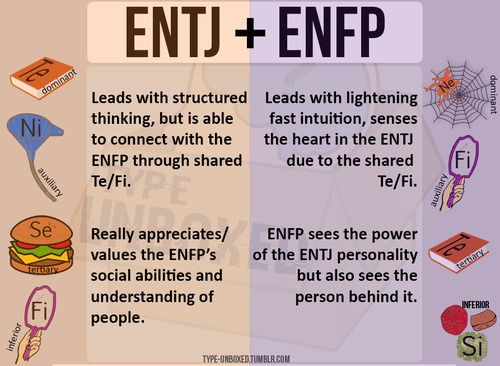 ENTJ + ENFP
Te
dominant
Leads with structured
thinking, but is able
to connect with the
ENFP through shared
Te/Fi.
Ni
auxiliary
Se
tertiary
Really appreciates/
values the ENFP's
social abilities and
understanding of
people.
Fi
inferior
Leads with lightening
fast intuition, senses
the heart in the ENTJ
due to the shared
Te/Fi.
Ne
dominant
Fi
auxiliary
ENFP sees the power
of the ENTJ personality
but also sees the
person behind it.
Te
tertiary
INFERIOR
Si
TYPE
UNBOXED
TYPE-UNBOXED.TUMBLR.COM